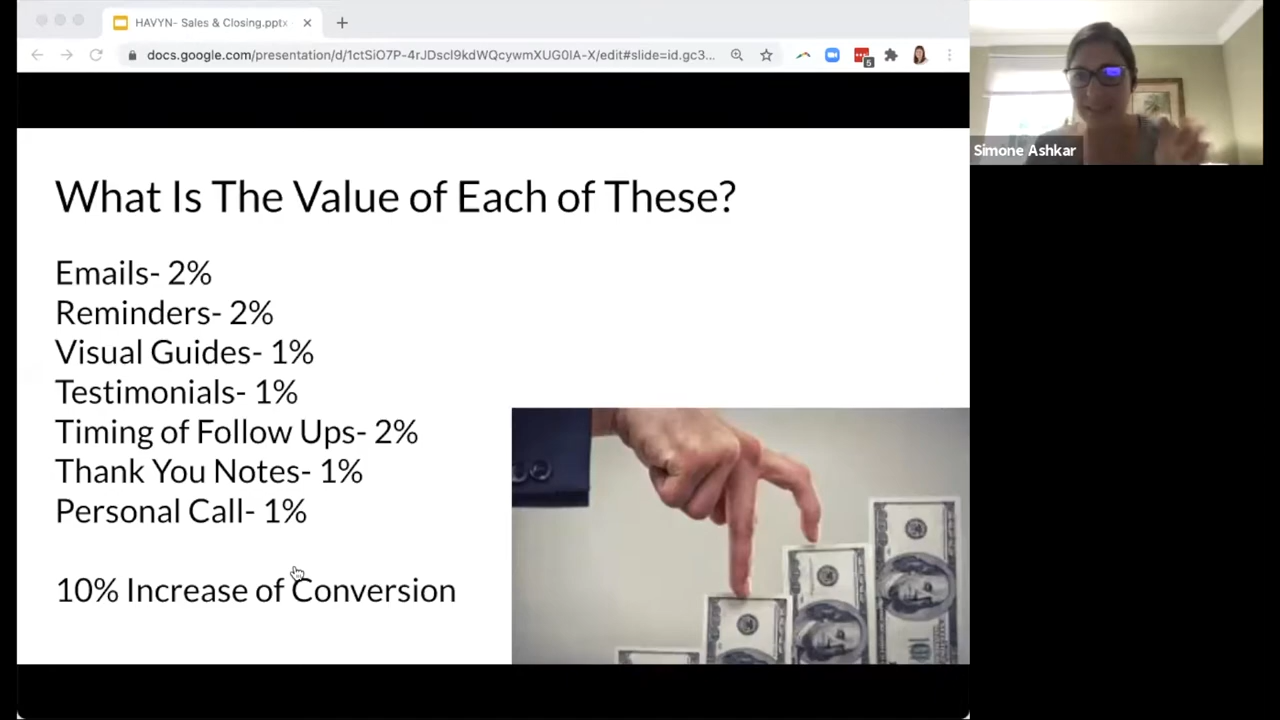 HAVYN- Sales & Closing.pptx
docs.google.com/presentation/d/1ctSiO7P-4rJDscI9kdWQcywmXUG0IA-X/edit#slide=id.gc3...
5
Simone Ashkar
What Is The Value of Each of These?
Emails- 2%
Reminders- 2%
Visual Guides- 1%
Testimonials- 1%
Timing of Follow Ups- 2%
Thank You Notes- 1%
Personal Call- 1%
10% Increase of Conversion